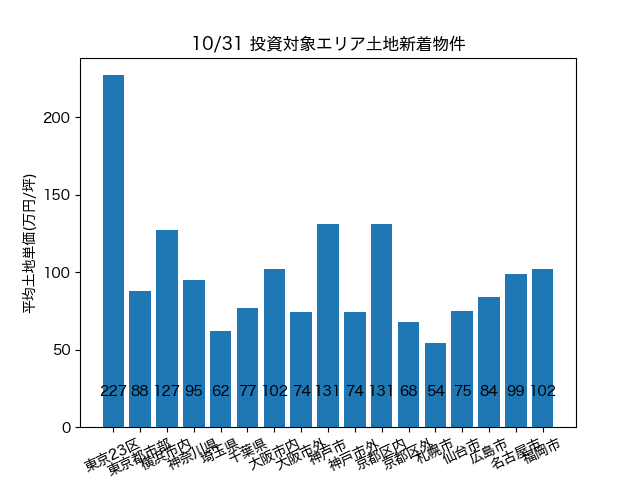 10/31 投資対象エリア土地新着物件
平均土地単価(万円/坪)
200
150
100
50
0
227 88 127 95 62 77 102 74 131 74 131 68 54 75 84 99 102
東京23区 東京都市部 横浜市内 神奈川県 埼玉県 千葉県 大阪市内 大阪市外 神戸市 神戸市外 京都区内 京都区外 札幌市 仙台市 広島市 名古屋市 福岡市